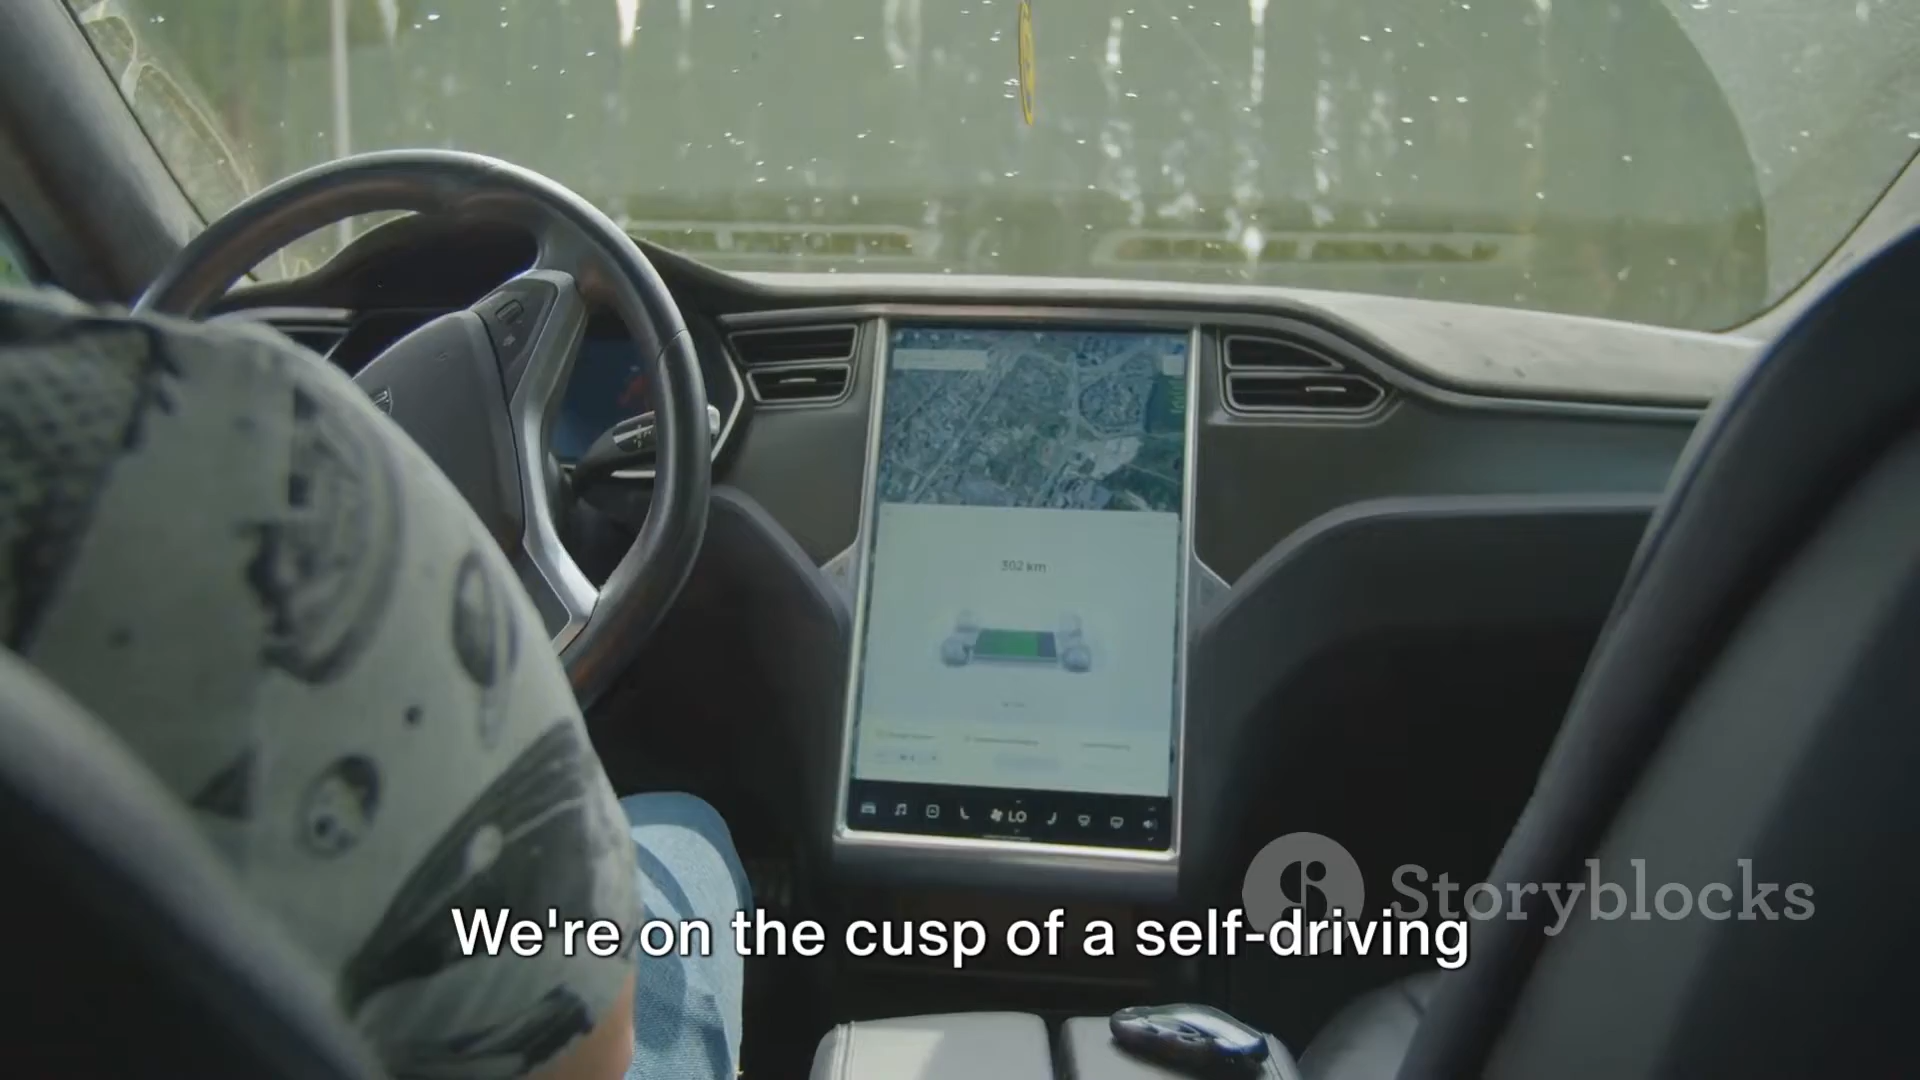 302 km
LO
Storyblocks
We're on the cusp of a self-driving